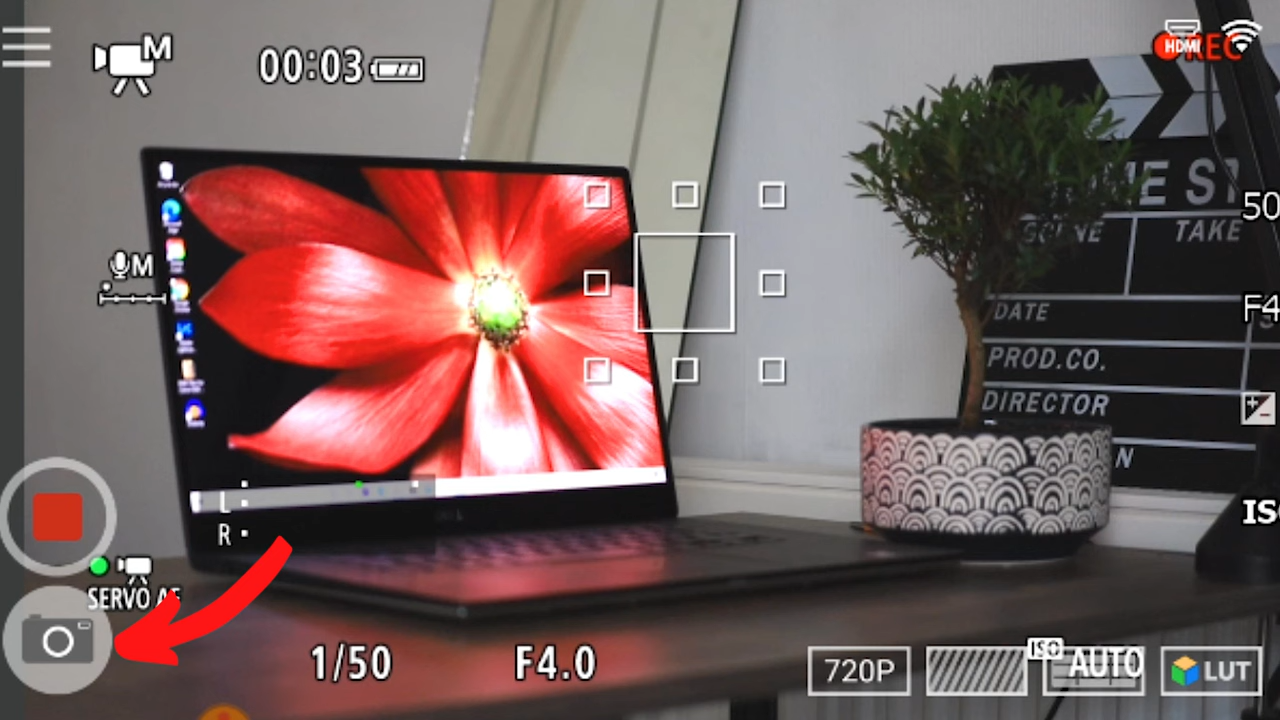 M
00:03
HDMI
REC
50
M
SCENE
TAKE
F4
DATE
PROD.CO.
DIRECTOR
L
R
ISO
SERVO AF
1/50
F4.0
720P
ISO
AUTO
LUT